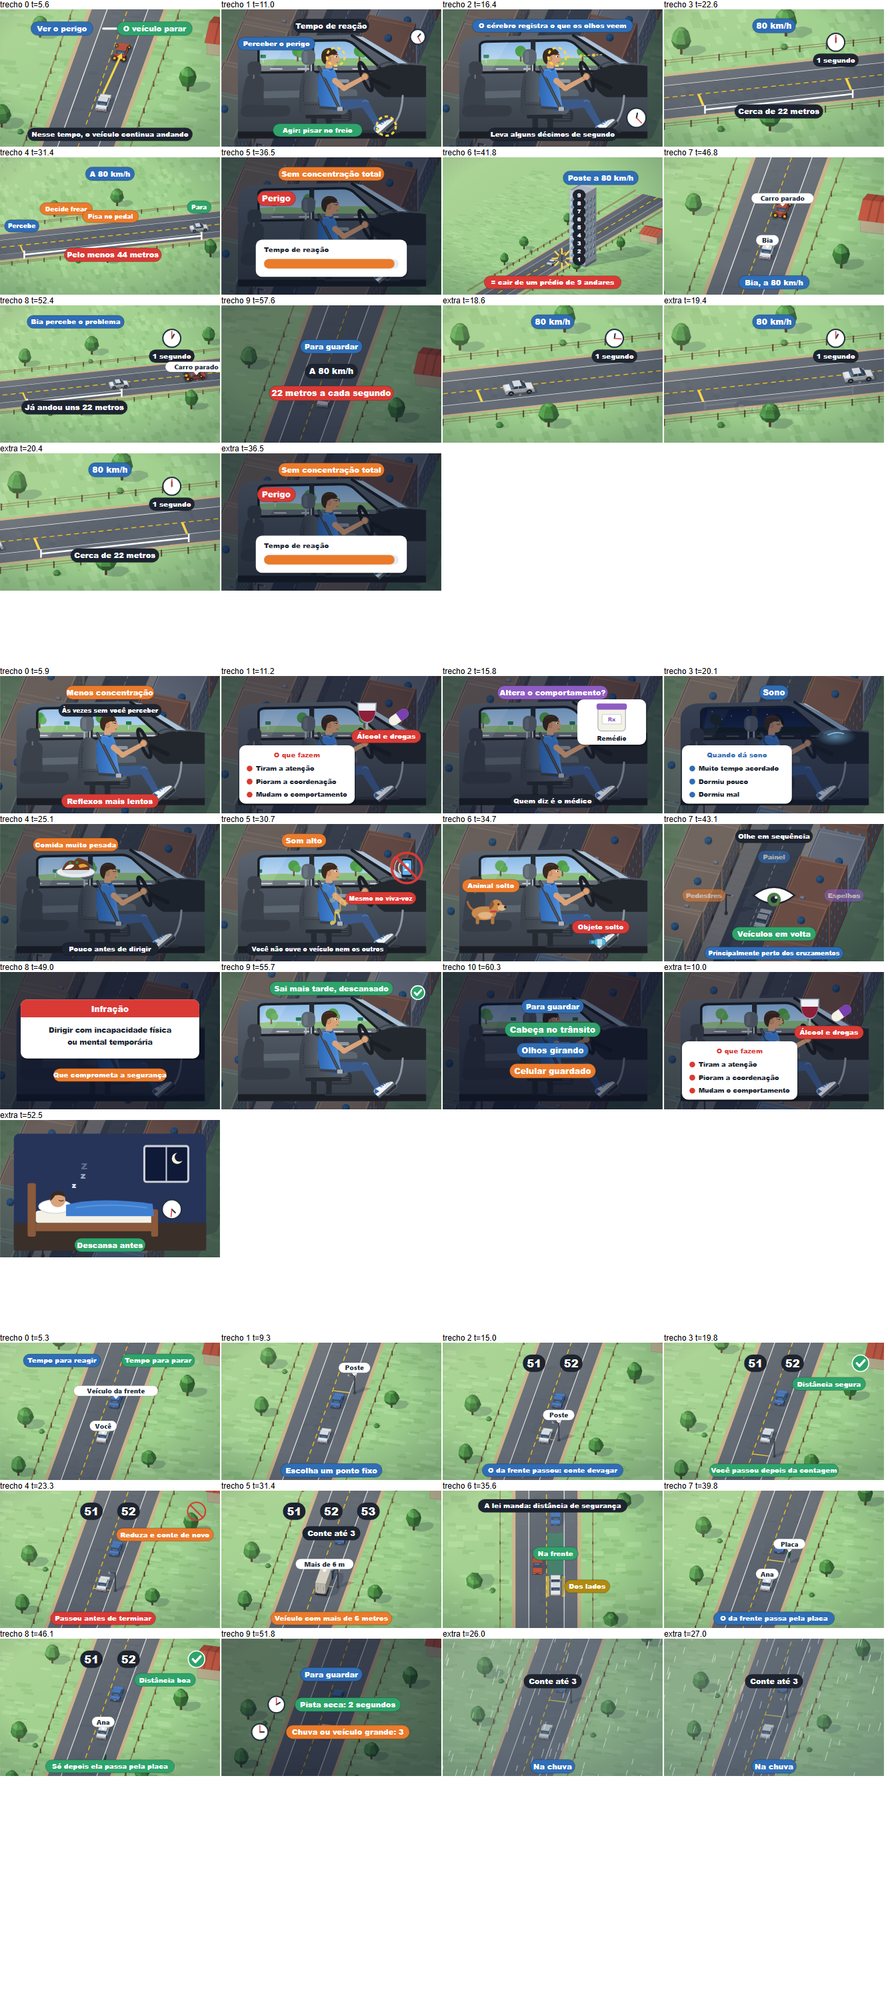 trecho 0 t=5.6
Ver o perigo
O veículo parar
Nesse tempo, o veículo continua andando
trecho 1 t=11.0
Tempo de reação
Perceber o perigo
Agir: pisar no freio
trecho 2 t=16.4
O cérebro registra o que os olhos veem
Leva alguns décimos de segundo
trecho 3 t=22.6
80 km/h
1 segundo
Cerca de 22 metros
trecho 4 t=31.4
A 80 km/h
Decide frear
Para
Pisa no pedal
Percebe
Pelo menos 44 metros
trecho 5 t=36.5
Sem concentração total
Perigo
Tempo de reação
trecho 6 t=41.8
Poste a 80 km/h
9
8
7
6
5
4
3
2
1
= cair de um prédio de 9 andares
trecho 7 t=46.8
Carro parado
Bia
Bia, a 80 km/h
trecho 8 t=52.4
Bia percebe o problema
1 segundo
Carro parado
Já andou uns 22 metros
trecho 9 t=57.6
Para guardar
A 80 km/h
22 metros a cada segundo
extra t=18.6
80 km/h
1 segundo
extra t=19.4
80 km/h
1 segundo
extra t=20.4
80 km/h
1 segundo
Cerca de 22 metros
extra t=36.5
Sem concentração total
Perigo
Tempo de reação
trecho 0 t=5.9
Menos concentração
Às vezes sem você perceber
Reflexos mais lentos
trecho 1 t=11.2
Álcool e drogas
O que fazem
Tiram a atenção
Pioram a coordenação
Mudam o comportamento
trecho 2 t=15.8
Altera o comportamento?
Rx
Remédio
Quem diz é o médico
trecho 3 t=20.1
Sono
Quando dá sono
Muito tempo acordado
Dormiu pouco
Dormiu mal
trecho 4 t=25.1
Comida muito pesada
Pouco antes de dirigir
trecho 5 t=30.7
Som alto
Mesmo no viva-voz
Você não ouve o veículo nem os outros
trecho 6 t=34.7
Animal solto
Objeto solto
trecho 7 t=43.1
Olhe em sequência
Painel
Pedestres
Espelhos
Veículos em volta
Principalmente perto dos cruzamentos
trecho 8 t=49.0
Infração
Dirigir com incapacidade física
ou mental temporária
Que comprometa a segurança
trecho 9 t=55.7
Sai mais tarde, descansado
trecho 10 t=60.3
Para guardar
Cabeça no trânsito
Olhos girando
Celular guardado
extra t=10.0
Álcool e drogas
O que fazem
Tiram a atenção
Pioram a coordenação
Mudam o comportamento
extra t=52.5
z
z
z
Descansa antes
trecho 0 t=5.3
Tempo para reagir
Tempo para parar
Veículo da frente
Você
trecho 1 t=9.3
Poste
Escolha um ponto fixo
trecho 2 t=15.0
51
52
Poste
O da frente passou: conte devagar
trecho 3 t=19.8
51
52
Distância segura
Você passou depois da contagem
trecho 4 t=23.3
51
52
Reduza e conte de novo
Passou antes de terminar
trecho 5 t=31.4
51
52
53
Conte até 3
Mais de 6 m
Veículo com mais de 6 metros
trecho 6 t=35.6
A lei manda: distância de segurança
Na frente
Dos lados
trecho 7 t=39.8
Placa
Ana
O da frente passa pela placa
trecho 8 t=46.1
51
52
Distância boa
Ana
Só depois ela passa pela placa
trecho 9 t=51.8
Para guardar
Pista seca: 2 segundos
Chuva ou veículo grande: 3
extra t=26.0
Conte até 3
Na chuva
extra t=27.0
Conte até 3
Na chuva